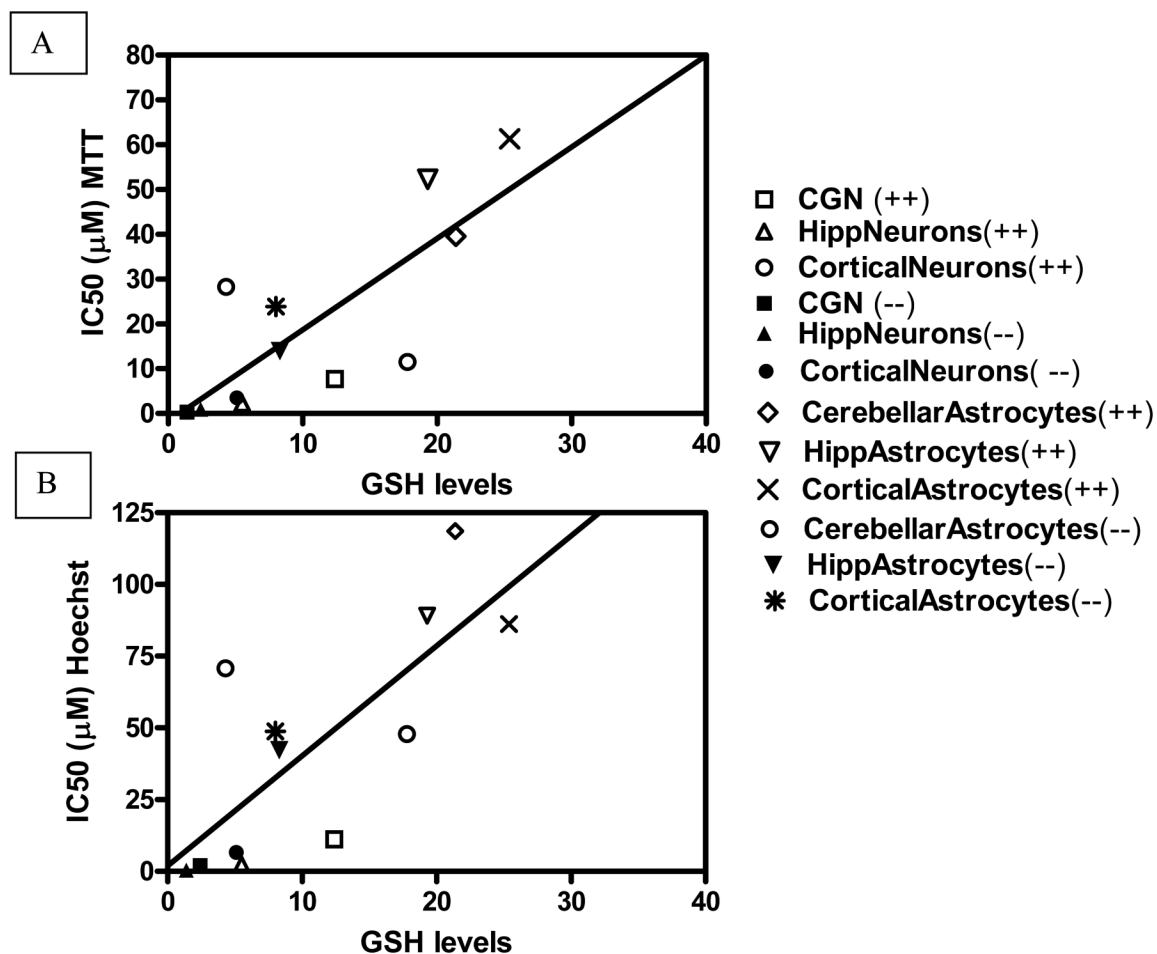 A
80
70
60
50
40
30
20
10
0
IC50 (μM) MTT
0 10 20 30 40
GSH levels
B
125
100
75
50
25
0
IC50 (μM) Hoechst
0 10 20 30 40
GSH levels
CGN (++)
HippNeurons(++)
CorticalNeurons(++)
CGN (--)
HippNeurons(--)
CorticalNeurons( --)
CerebellarAstrocytes(++)
HippAstrocytes(++)
CorticalAstrocytes(++)
CerebellarAstrocytes(--)
HippAstrocytes(--)
CorticalAstrocytes(--)